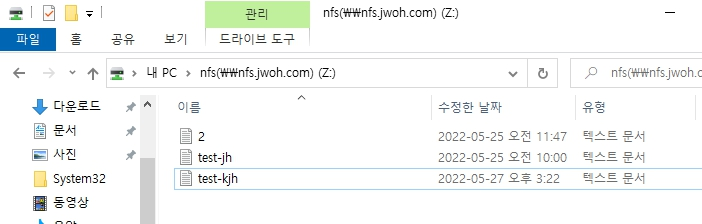 관리
nfs(₩₩nfs.jwoh.com) (Z:)
파일
홈
공유
보기
드라이브 도구
내 PC > nfs(₩₩nfs.jwoh.com) (Z:)
nfs(₩₩nfs.jwoh.c
다운로드
문서
사진
System32
동영상
이름 수정한 날짜 유형
2 2022-05-25 오전 11:47 텍스트 문서
test-jh 2022-05-25 오전 10:00 텍스트 문서
test-kjh 2022-05-27 오후 3:22 텍스트 문서